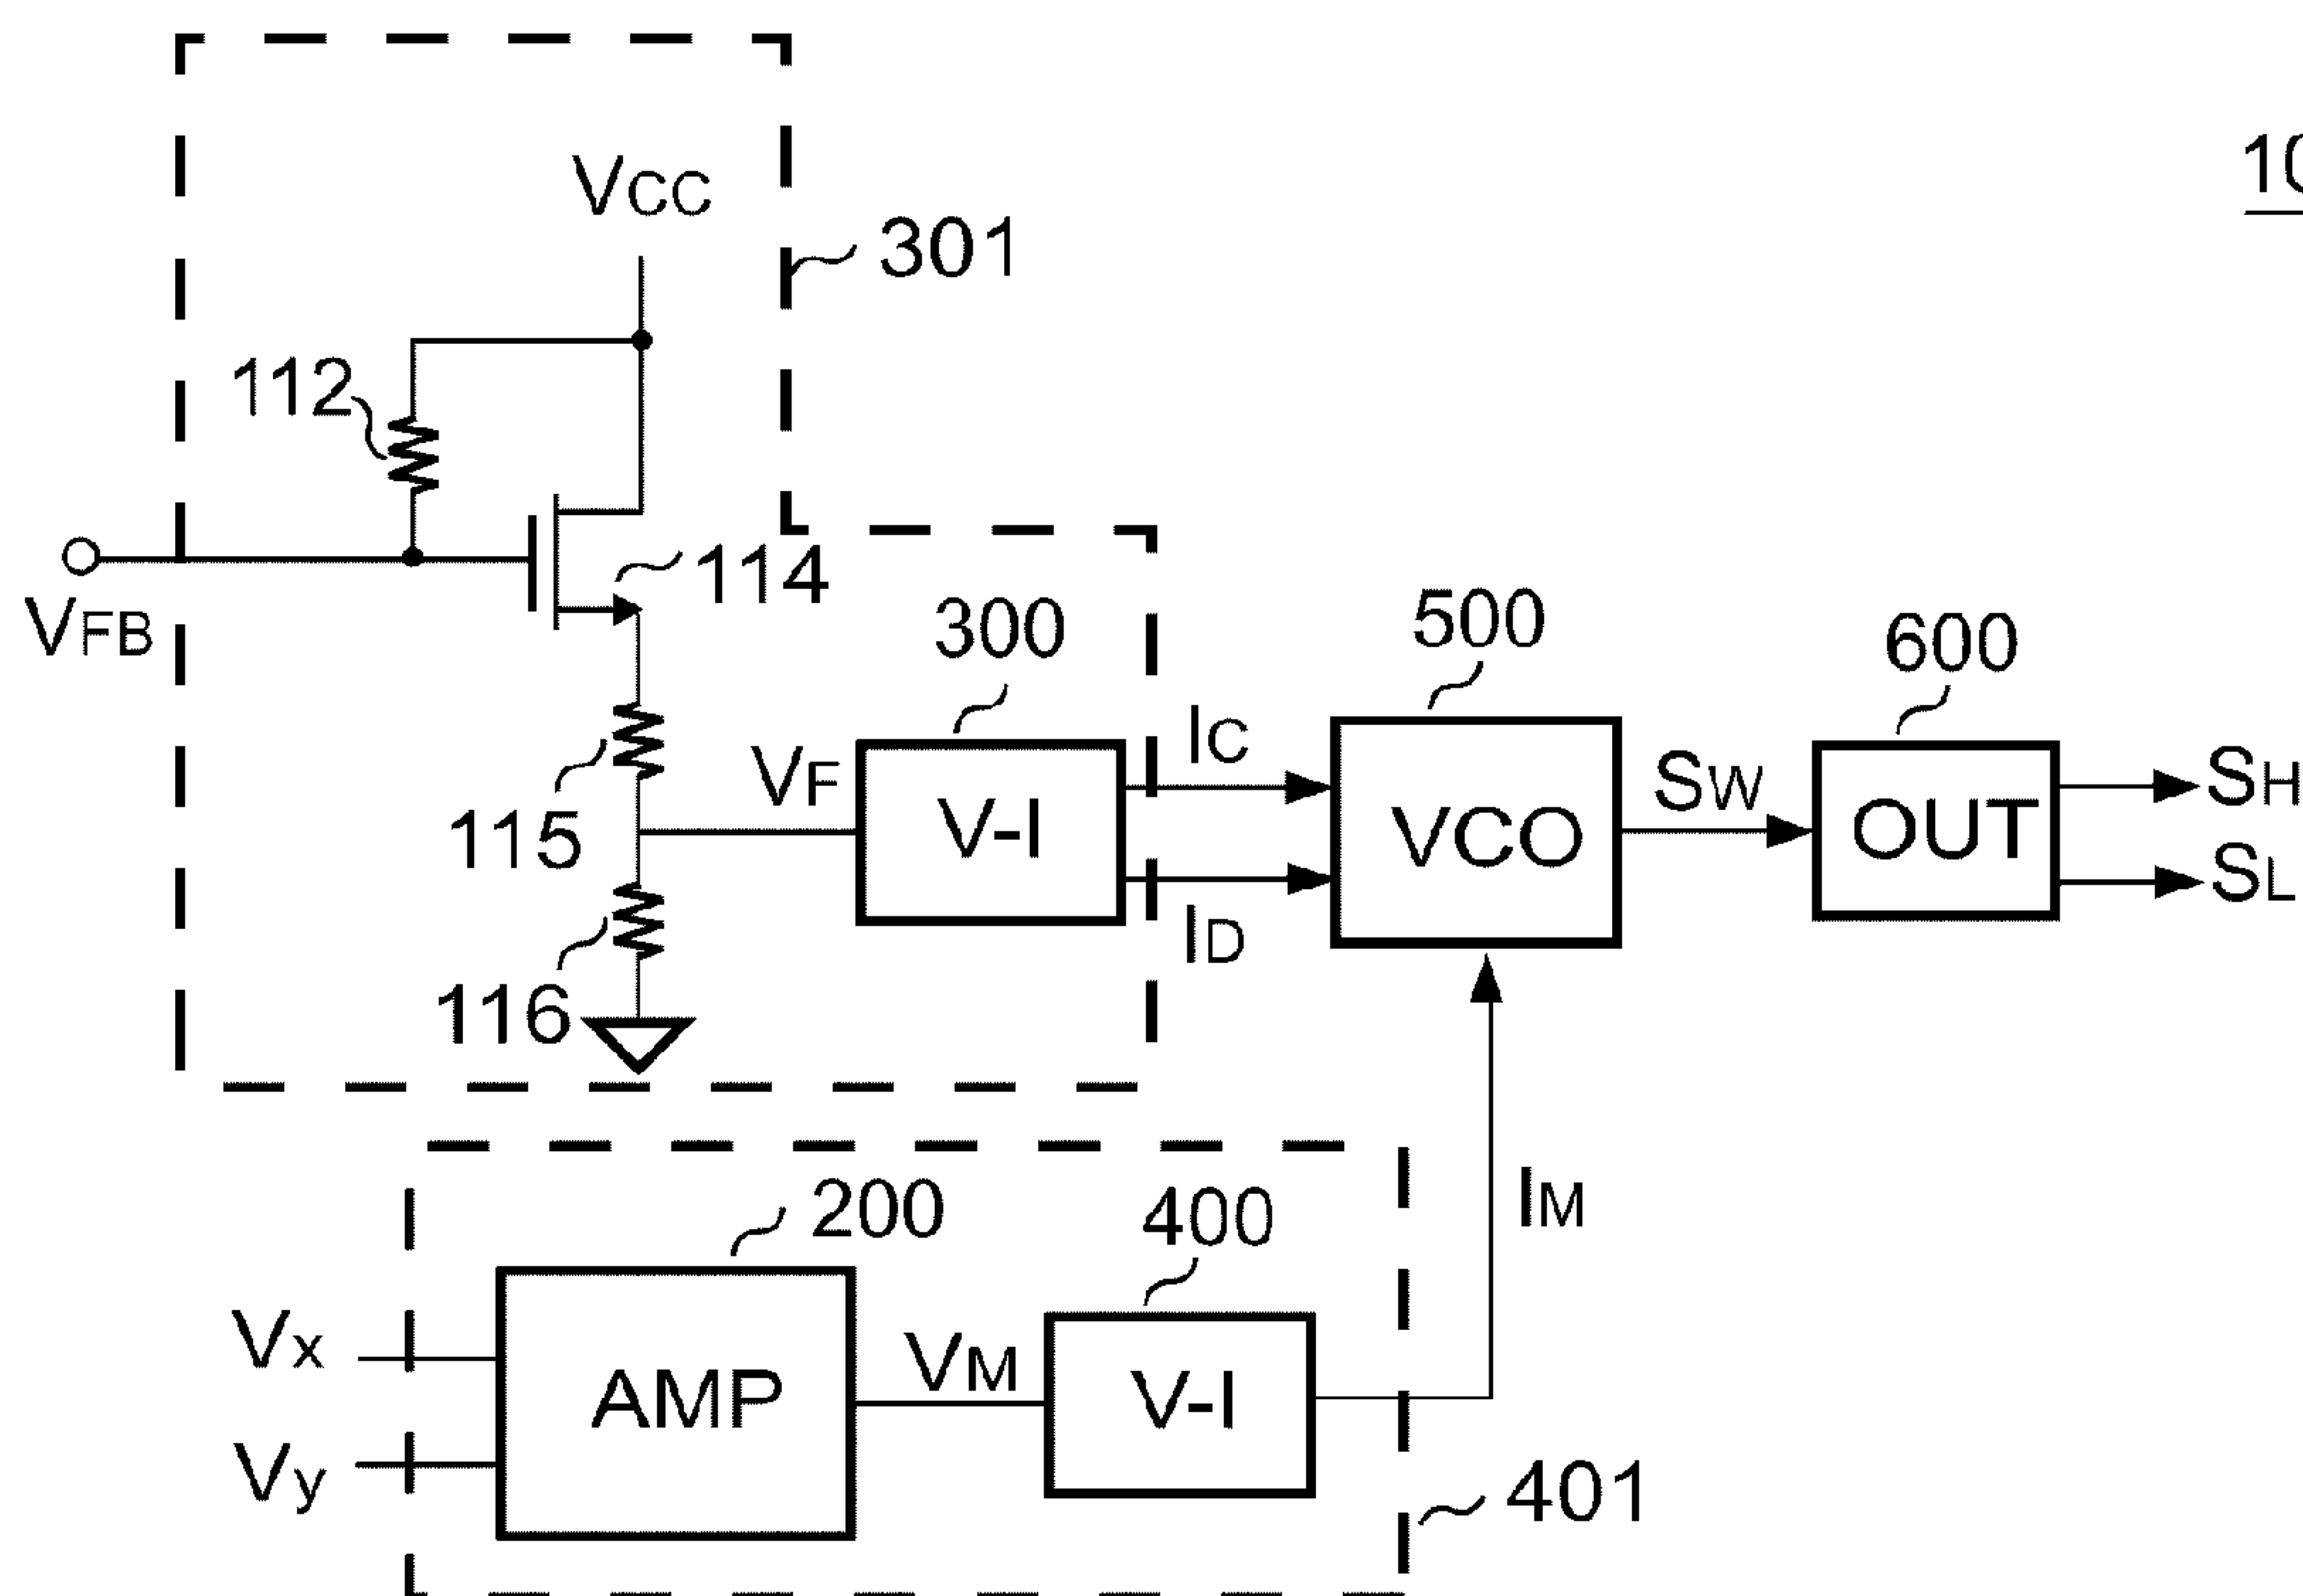 VCC
301
112
VFB
114
300
500
600
VF
V-I
IC
ID
VCO
SW
OUT
SH
SL
115
116
200
400
IM
Vx
Vy
AMP
VM
V-I
401